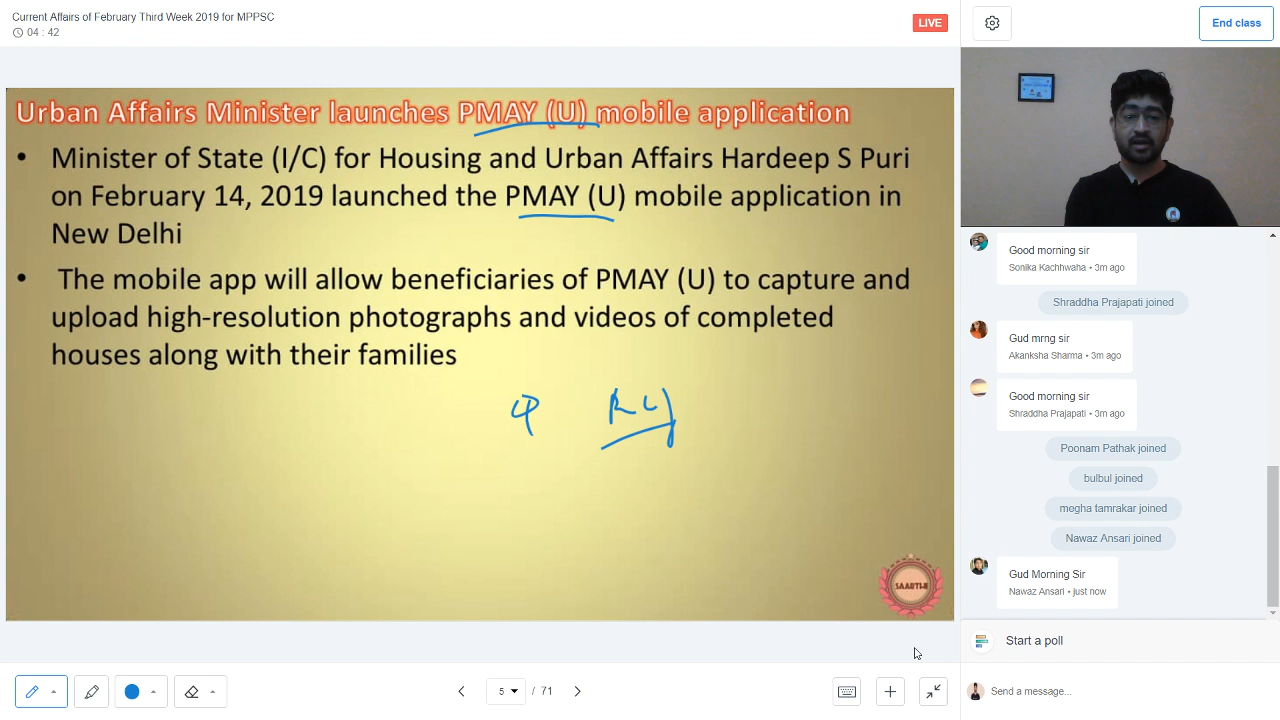 Current Affairs of February Third Week 2019 for MPPSC
04 : 42
LIVE
End class
Urban Affairs Minister launches PMAY (U) mobile application
• Minister of State (I/C) for Housing and Urban Affairs Hardeep S Puri
on February 14, 2019 launched the PMAY (U) mobile application in
New Delhi
• The mobile app will allow beneficiaries of PMAY (U) to capture and
upload high-resolution photographs and videos of completed
houses along with their families
SAARTHI
5 / 71
Good morning sir
Sonika Kachhwaha • 3m ago
Shraddha Prajapati joined
Gud mrng sir
Akanksha Sharma • 3m ago
Good morning sir
Shraddha Prajapati • 3m ago
Poonam Pathak joined
bulbul joined
megha tamrakar joined
Nawaz Ansari joined
Gud Morning Sir
Nawaz Ansari • just now
Start a poll
Send a message...